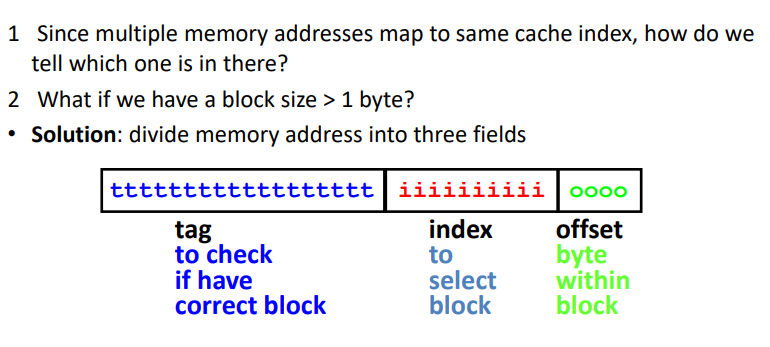 1 Since multiple memory addresses map to same cache index, how do we
tell which one is in there?
2 What if we have a block size > 1 byte?
• Solution: divide memory address into three fields
tttttttttttttttttt iiiiiiiiii oooo
tag index offset
to check to byte
if have select within
correct block block block